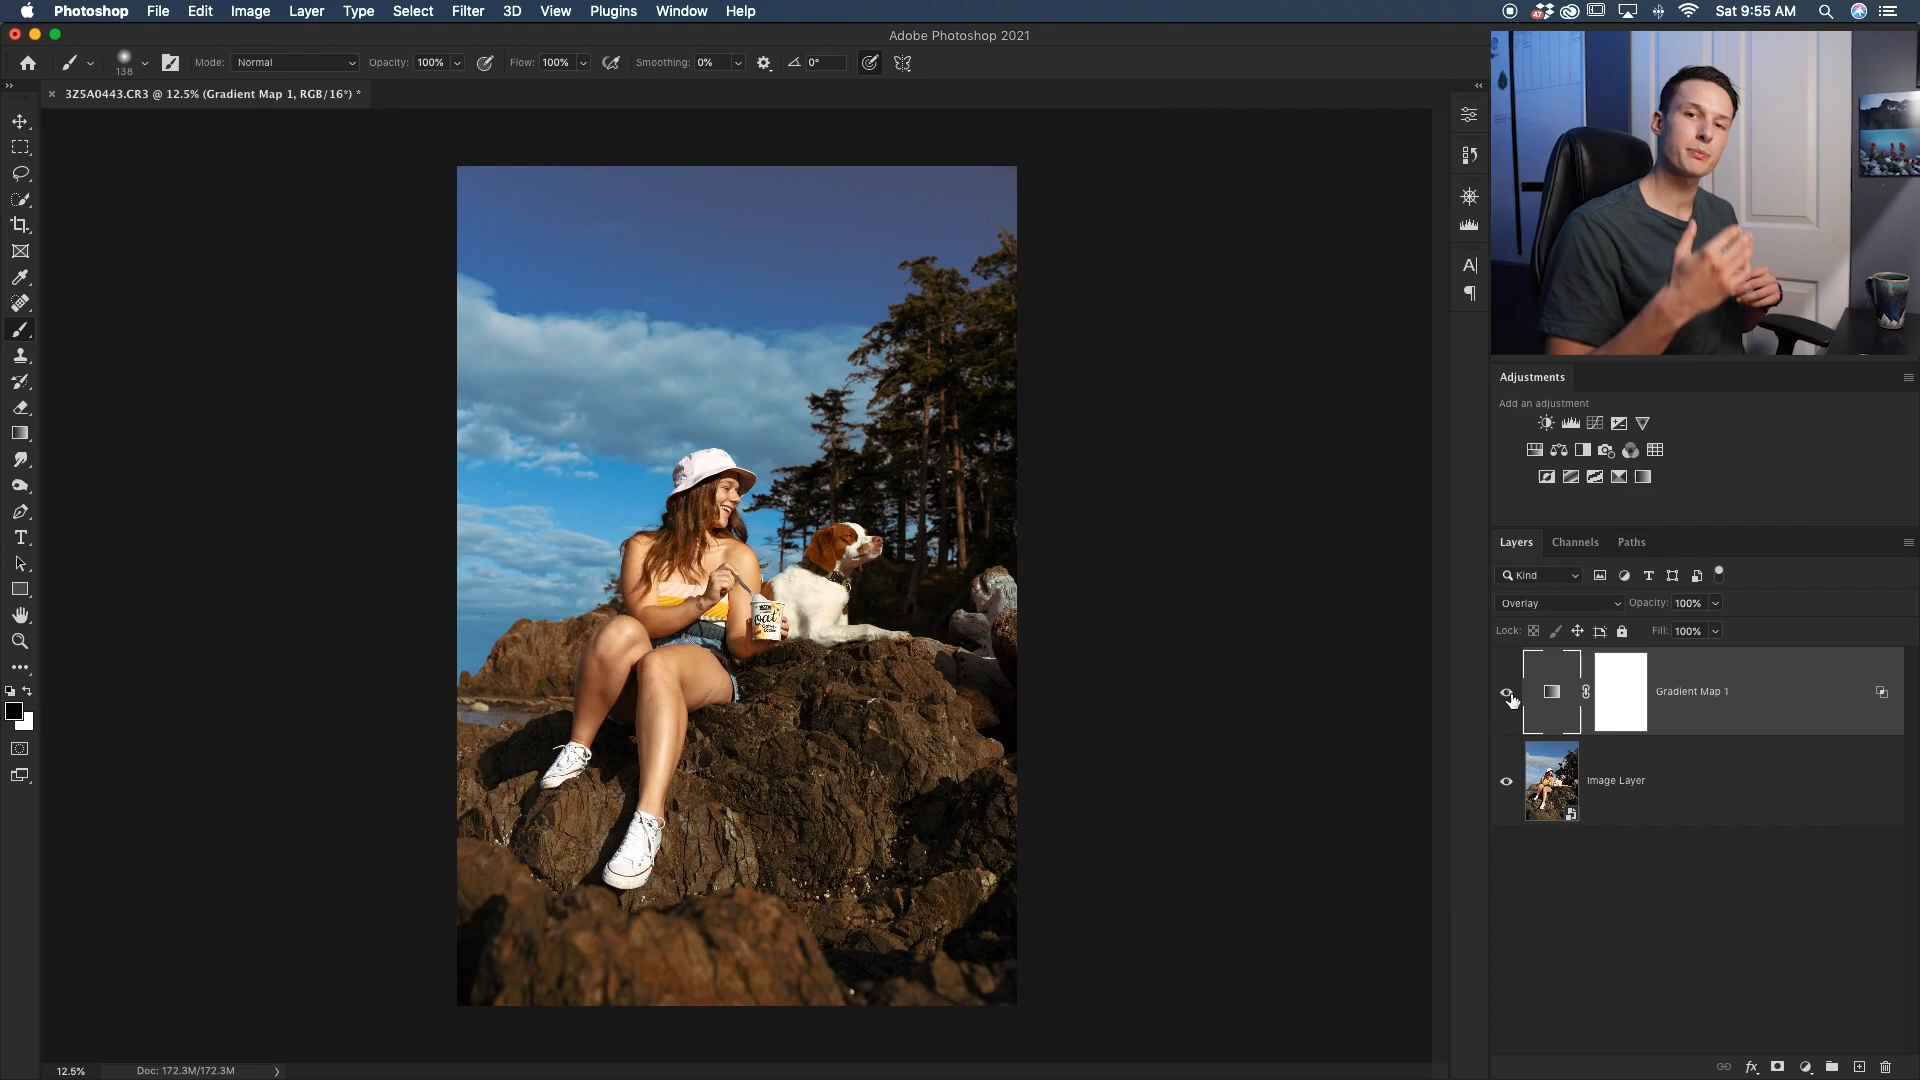 Photoshop File Edit Image Layer Type Select Filter 3D View Plugins Window Help
47 Sat 9:55 AM
Adobe Photoshop 2021
138 Mode: Normal Opacity: 100% Flow: 100% Smoothing: 0% 0°
3Z5A0443.CR3 @ 12.5% (Gradient Map 1, RGB/16*) *
Adjustments
Add an adjustment
Layers Channels Paths
Kind
Overlay Opacity: 100%
Lock: Fill: 100%
Gradient Map 1
Image Layer
oat
12.5% Doc: 172.3M/172.3M